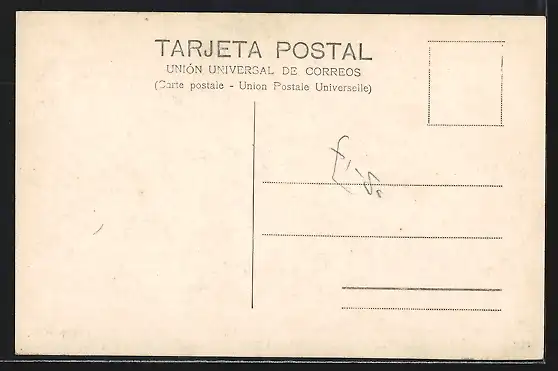 TARJETA POSTAL
UNIÓN UNIVERSAL DE CORREOS
(Carte postale - Union Postale Universelle)